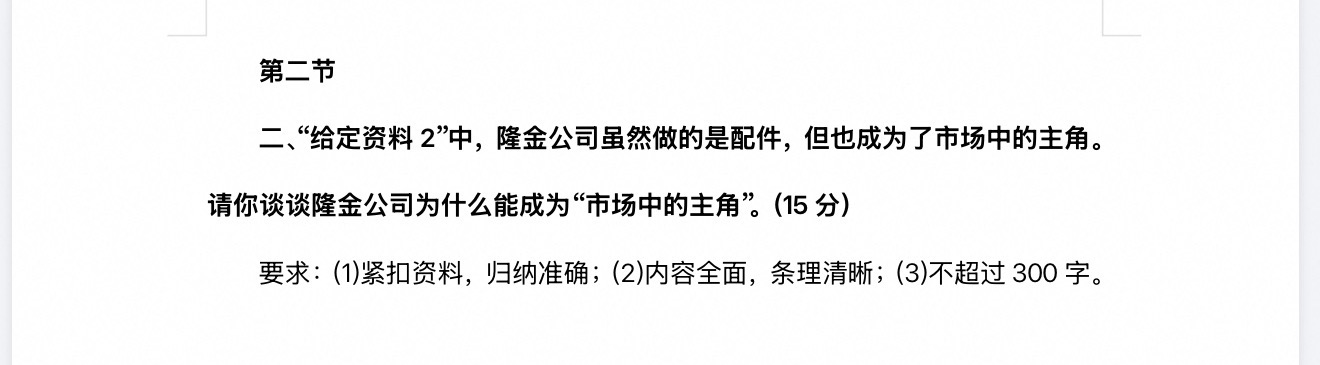 第二节
二、“给定资料 2”中，隆金公司虽然做的是配件，但也成为了市场中的主角。
请你谈谈隆金公司为什么能成为“市场中的主角”。（15 分）
要求：(1)紧扣资料，归纳准确；(2)内容全面，条理清晰；(3)不超过 300 字。